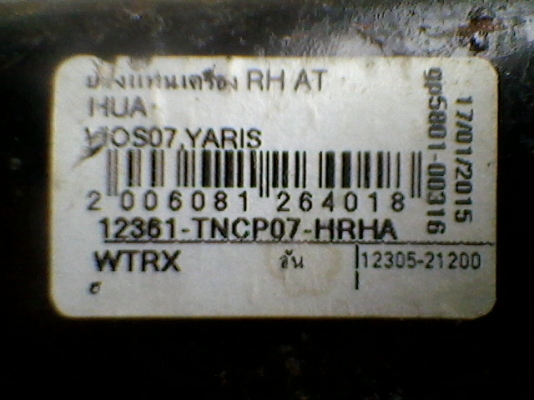 ยางแท่นเครื่อง RH AT
HUA
VIOS07,YARIS
2 006081 264018
12361-TNCP07-HRHA
WTRX อัน 12305-21200
17/01/2015
gp5801-00316